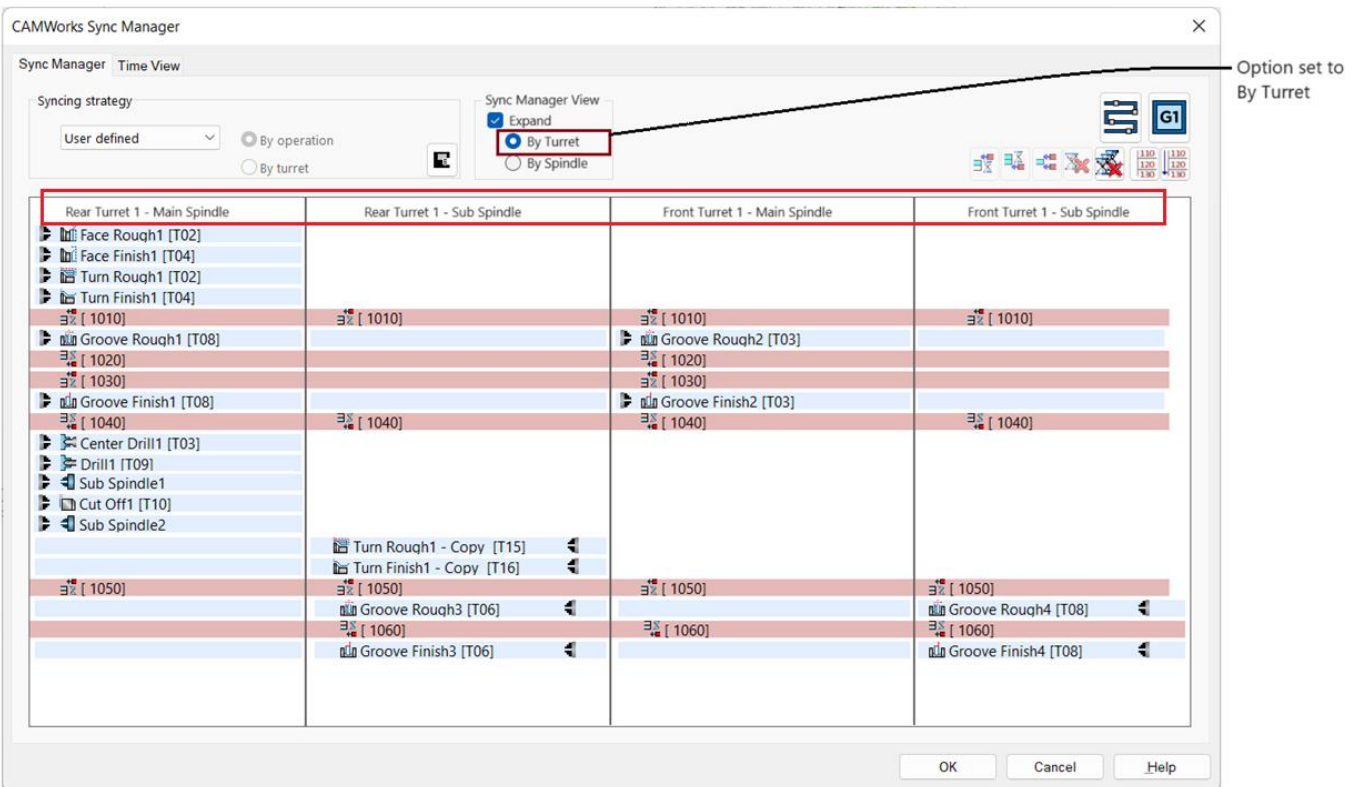 CAMWorks Sync Manager
Sync Manager Time View
Option set to
By Turret
Syncing strategy
User defined
By operation
By turret
Sync Manager View
Expand
By Turret
By Spindle
G1
110 110
120 120
130 130
Rear Turret 1 - Main Spindle Rear Turret 1 - Sub Spindle Front Turret 1 - Main Spindle Front Turret 1 - Sub Spindle
Face Rough1 [T02]
Face Finish1 [T04]
Turn Rough1 [T02]
Turn Finish1 [T04]
[ 1010] [ 1010] [ 1010] [ 1010]
Groove Rough1 [T08] Groove Rough2 [T03]
[ 1020] [ 1020]
[ 1030] [ 1030]
Groove Finish1 [T08] Groove Finish2 [T03]
[ 1040] [ 1040] [ 1040] [ 1040]
Center Drill1 [T03]
Drill1 [T09]
Sub Spindle1
Cut Off1 [T10]
Sub Spindle2
Turn Rough1 - Copy [T15]
Turn Finish1 - Copy [T16]
[ 1050] [ 1050] [ 1050] [ 1050]
Groove Rough3 [T06] Groove Rough4 [T08]
[ 1060] [ 1060] [ 1060]
Groove Finish3 [T06] Groove Finish4 [T08]
OK Cancel Help